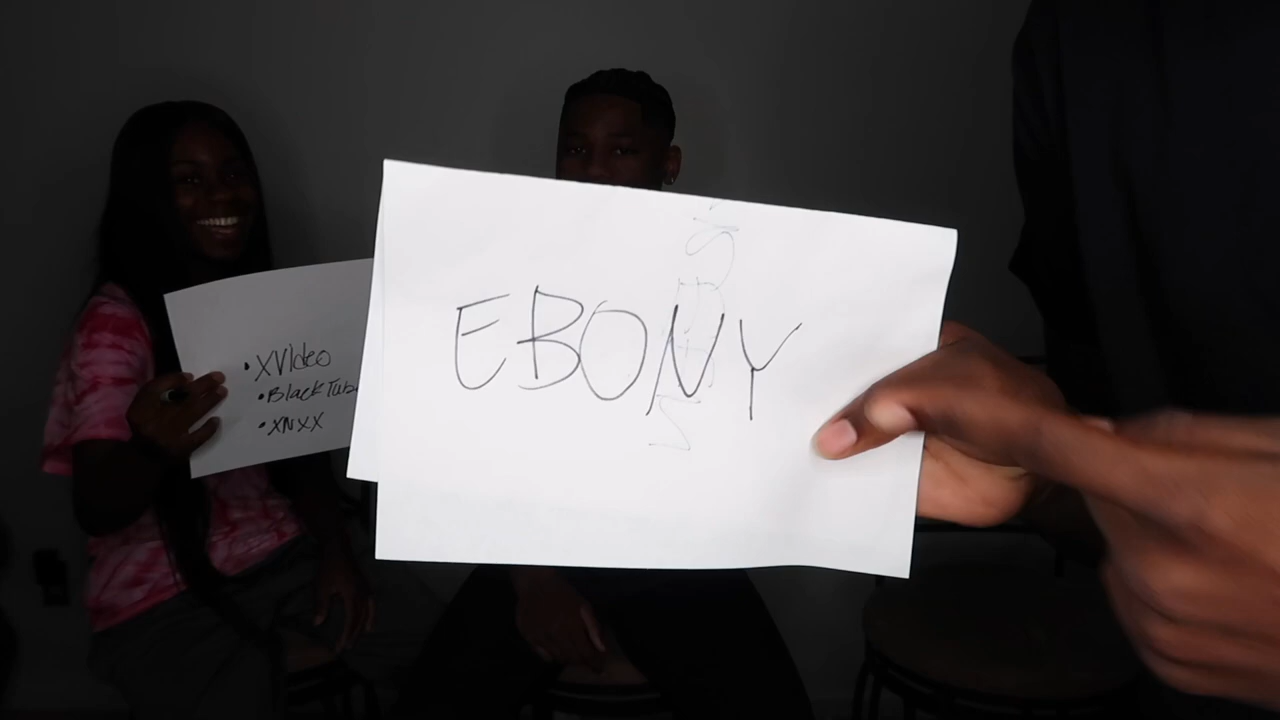 EBONY
• XVideo
• BlackTub
• XNXX